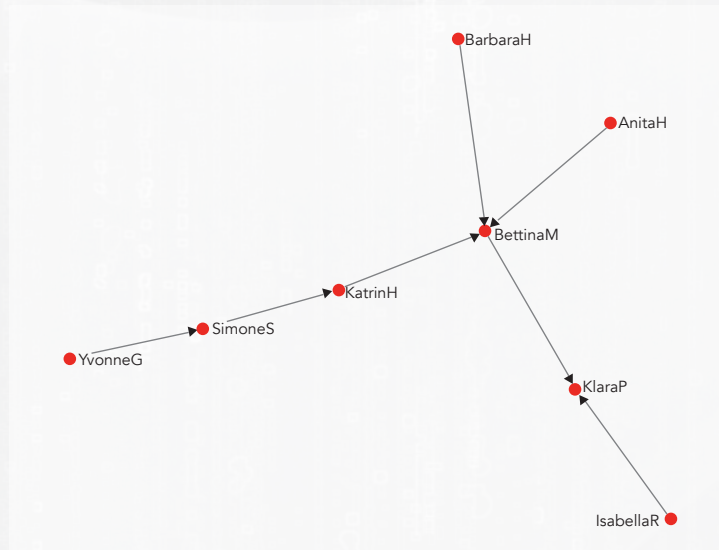 BarbaraH
AnitaH
BettinaM
KatrinH
SimoneS
YvonneG
KlaraP
IsabellaR